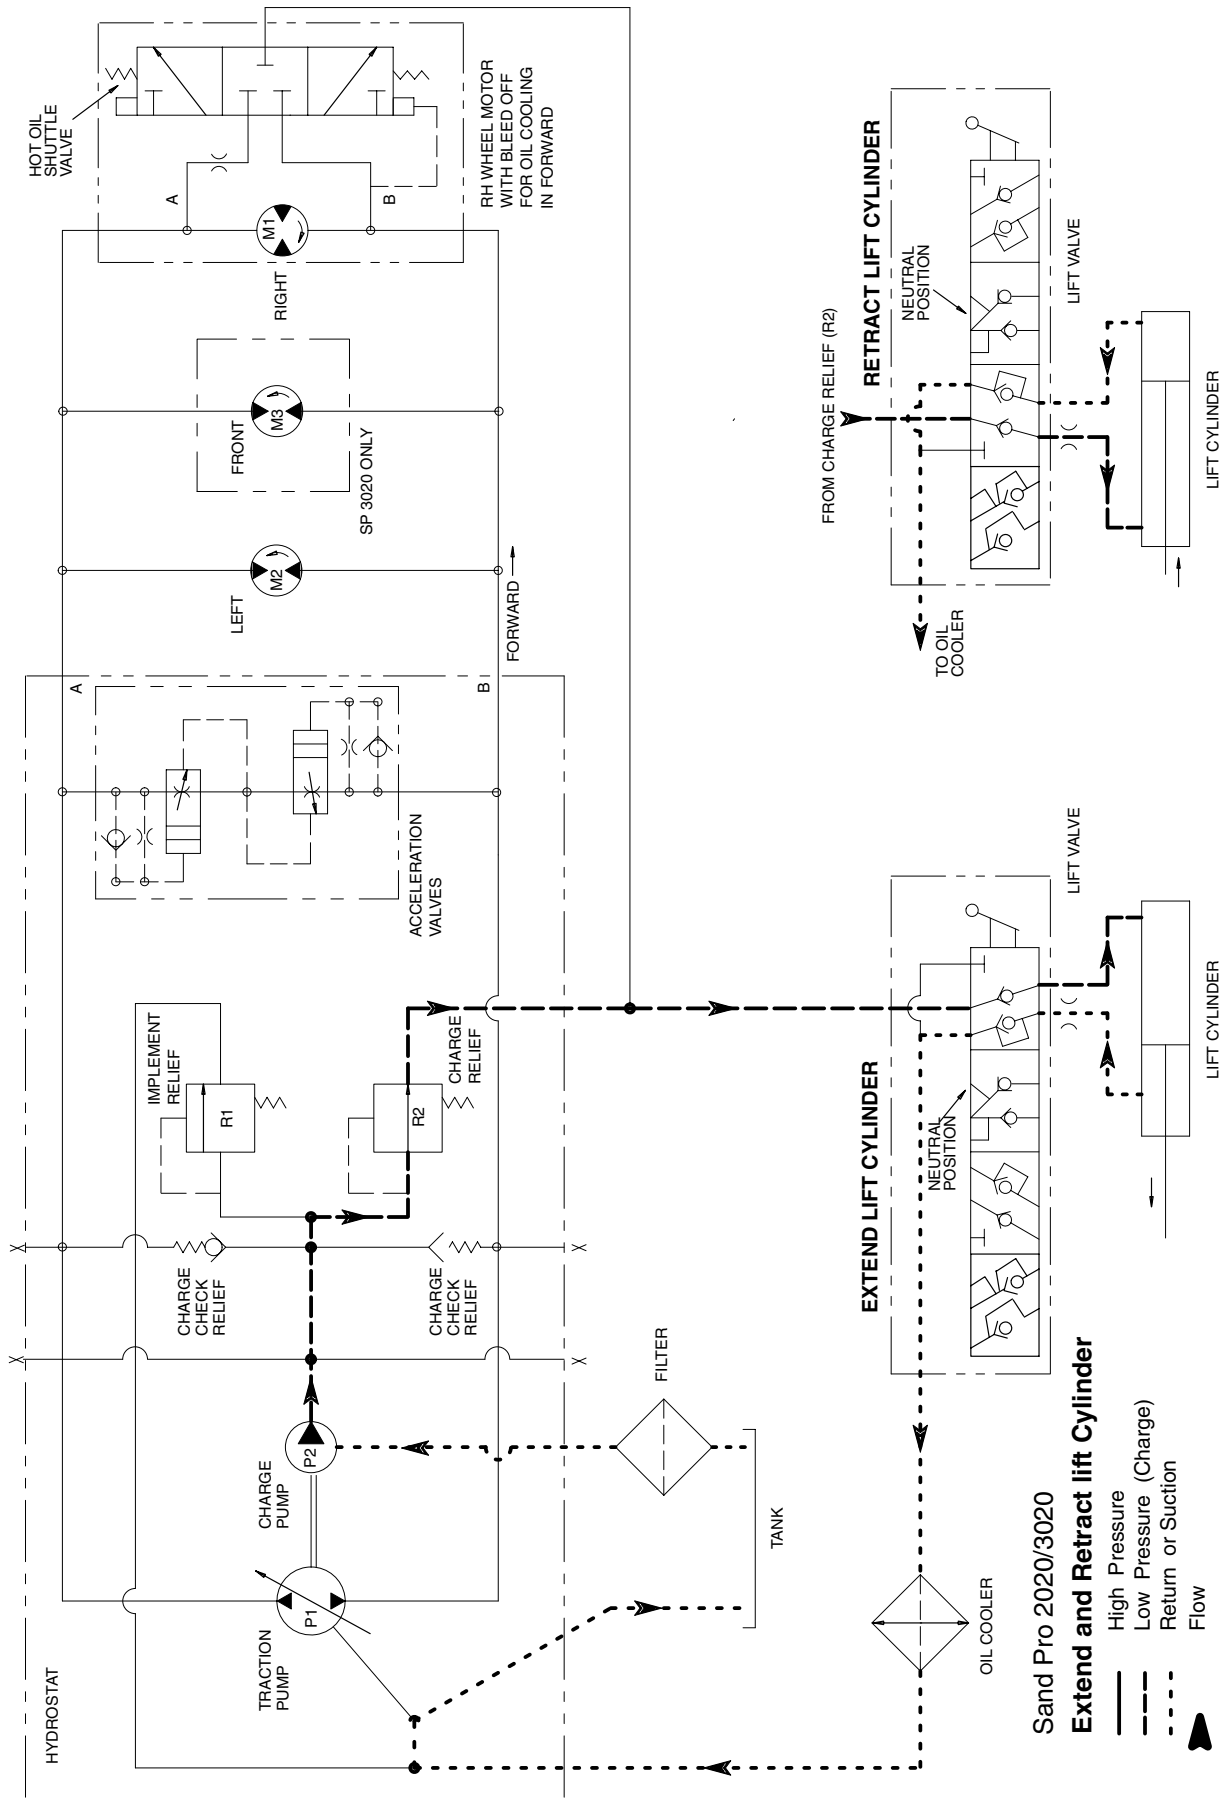 HYDROSTAT
TRACTION
PUMP
P1
CHARGE
PUMP
P2
CHARGE
CHECK
RELIEF
CHARGE
CHECK
RELIEF
IMPLEMENT
RELIEF
R1
R2
CHARGE
RELIEF
FILTER
TANK
ACCELERATION
VALVES
A
B
FORWARD
LEFT
M2
FRONT
M3
SP 3020 ONLY
RIGHT
M1
A
B
HOT OIL
SHUTTLE
VALVE
RH WHEEL MOTOR
WITH BLEED OFF
FOR OIL COOLING
IN FORWARD
EXTEND LIFT CYLINDER
NEUTRAL
POSITION
LIFT VALVE
LIFT CYLINDER
OIL COOLER
RETRACT LIFT CYLINDER
FROM CHARGE RELIEF (R2)
NEUTRAL
POSITION
TO OIL
COOLER
LIFT VALVE
LIFT CYLINDER
Sand Pro 2020/3020
Extend and Retract lift Cylinder
High Pressure
Low Pressure (Charge)
Return or Suction
Flow